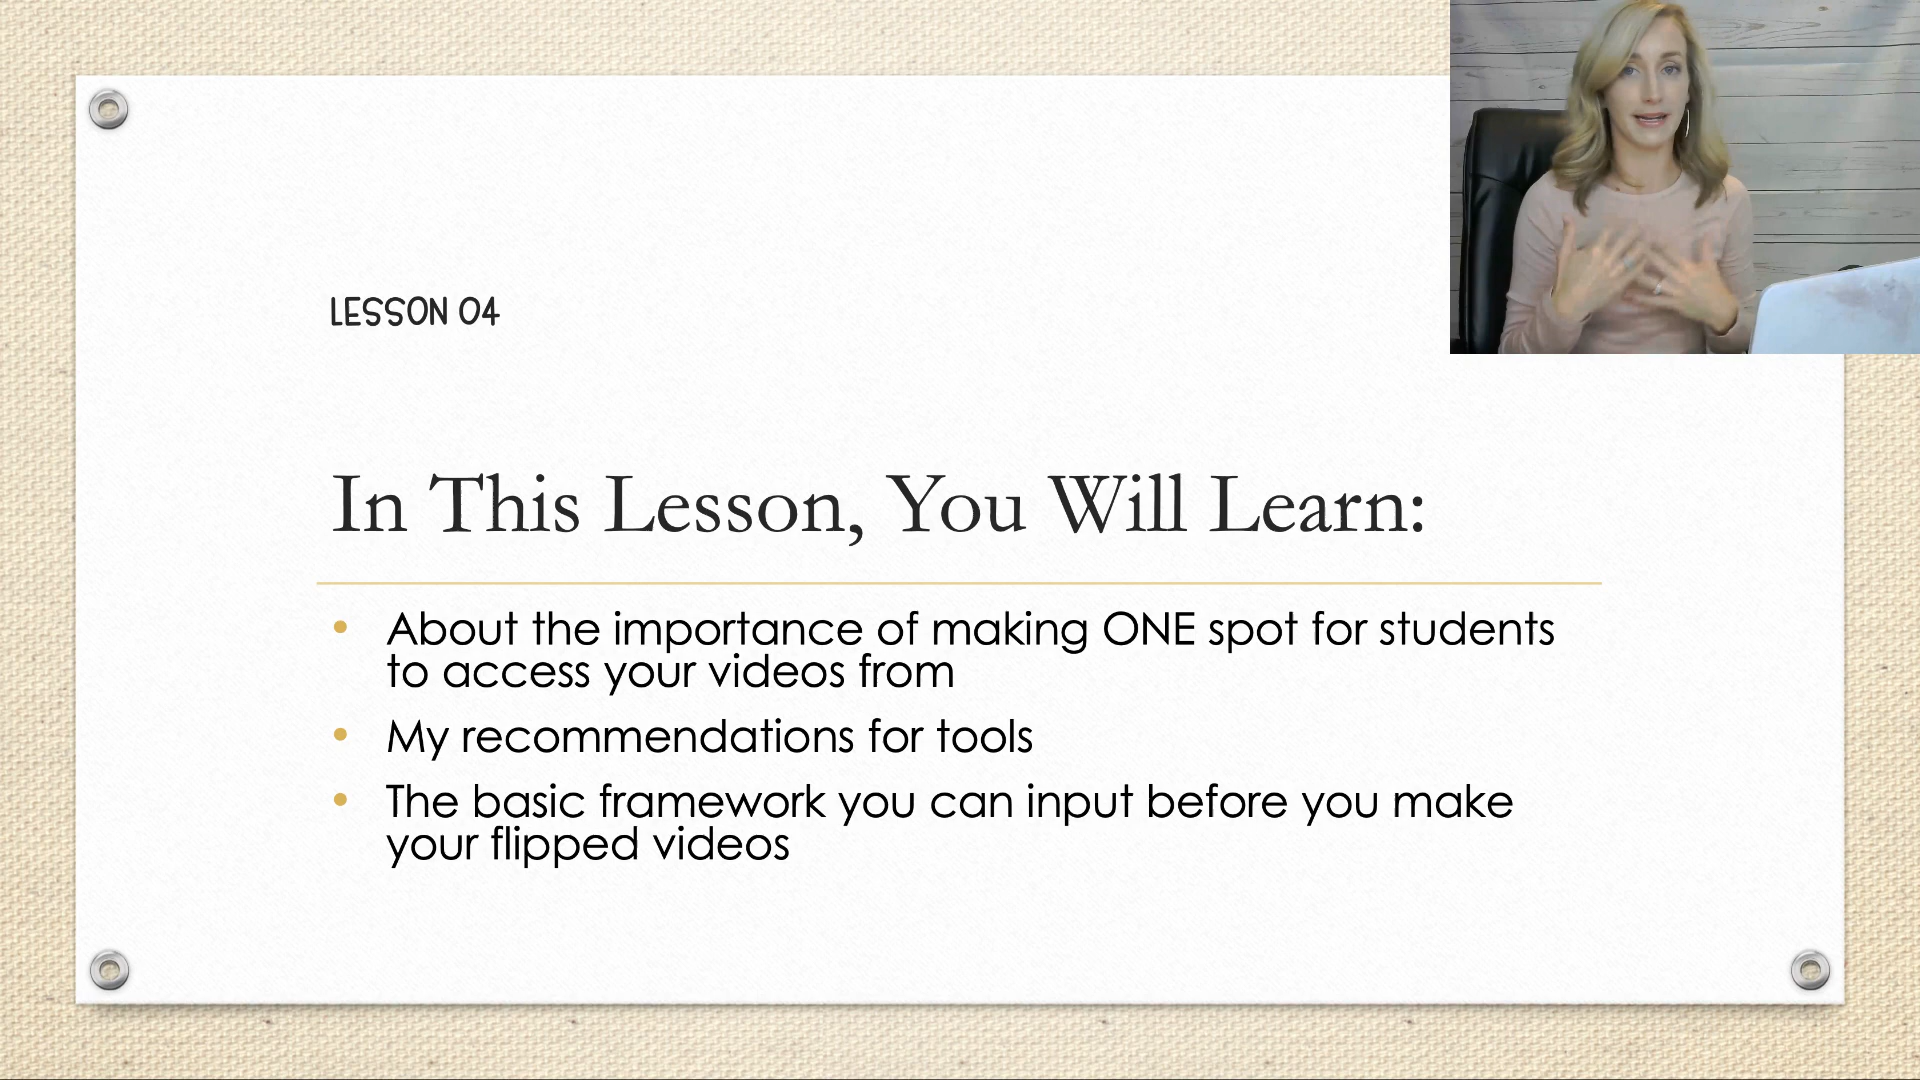 LESSON 04
In This Lesson, You Will Learn:
• About the importance of making ONE spot for students
to access your videos from
• My recommendations for tools
• The basic framework you can input before you make
your flipped videos